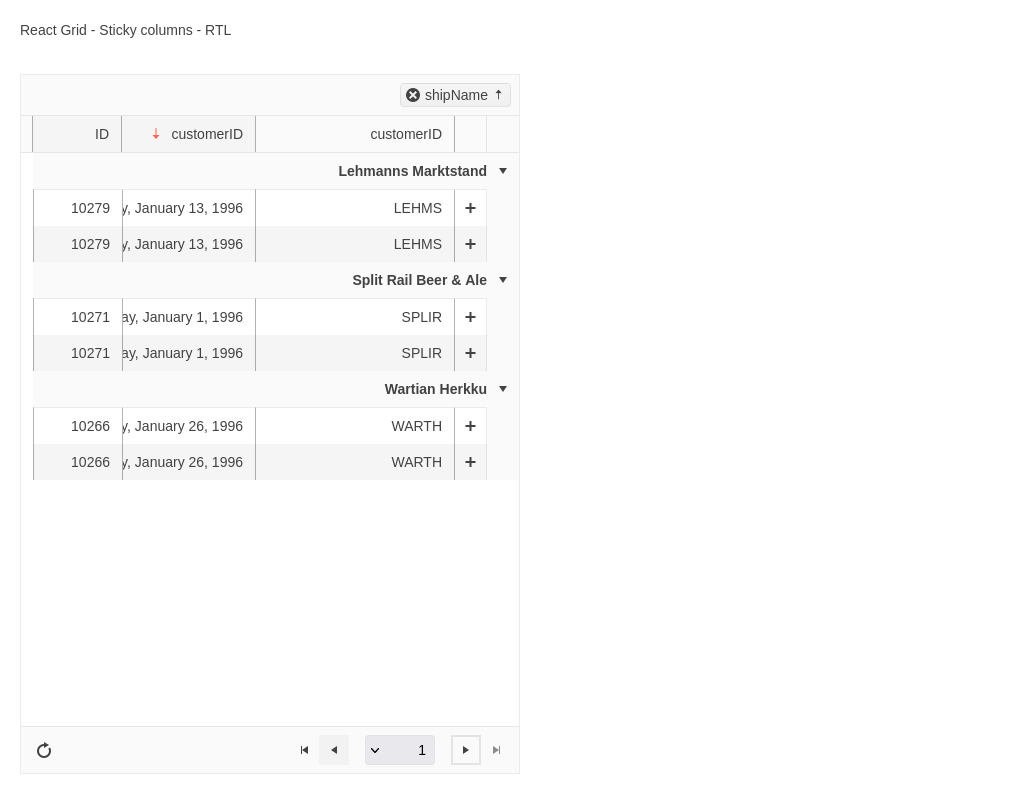 React Grid - Sticky columns - RTL
shipName
ID customerID customerID
Lehmanns Marktstand
10279 y, January 13, 1996 LEHMS
10279 y, January 13, 1996 LEHMS
Split Rail Beer & Ale
10271 ay, January 1, 1996 SPLIR
10271 ay, January 1, 1996 SPLIR
Wartian Herkku
10266 y, January 26, 1996 WARTH
10266 y, January 26, 1996 WARTH
1